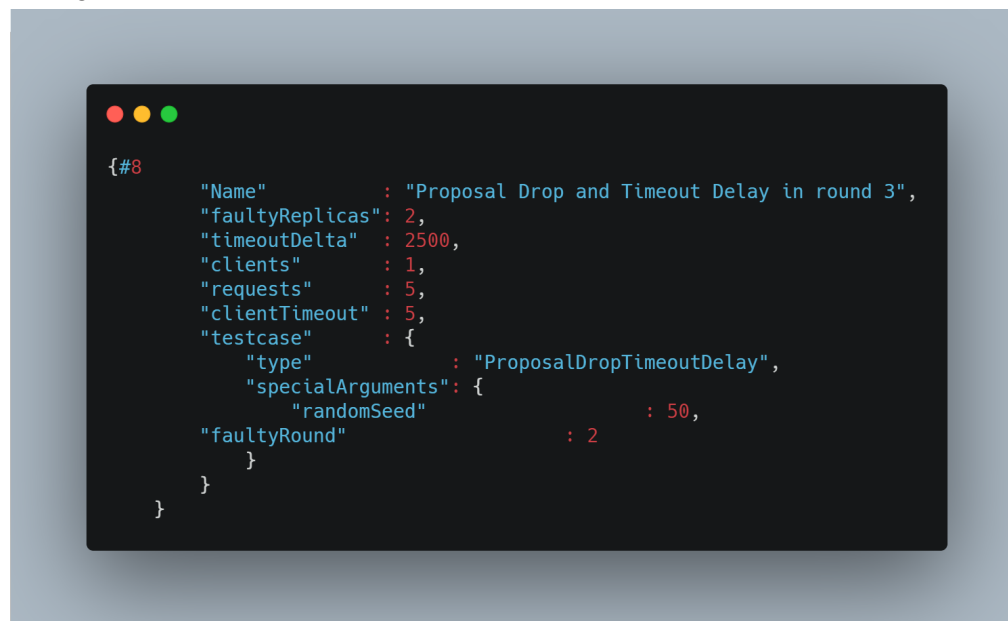 {#8
"Name" : "Proposal Drop and Timeout Delay in round 3",
"faultyReplicas": 2,
"timeoutDelta" : 2500,
"clients" : 1,
"requests" : 5,
"clientTimeout" : 5,
"testcase" : {
"type" : "ProposalDropTimeoutDelay",
"specialArguments": {
"randomSeed" : 50,
"faultyRound" : 2
}
}
}